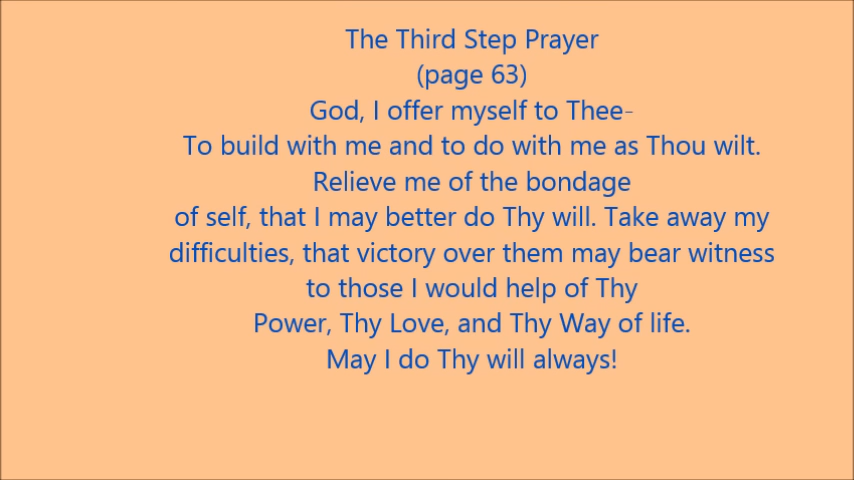 The Third Step Prayer
(page 63)
God, I offer myself to Thee-
To build with me and to do with me as Thou wilt.
Relieve me of the bondage
of self, that I may better do Thy will. Take away my
difficulties, that victory over them may bear witness
to those I would help of Thy
Power, Thy Love, and Thy Way of life.
May I do Thy will always!